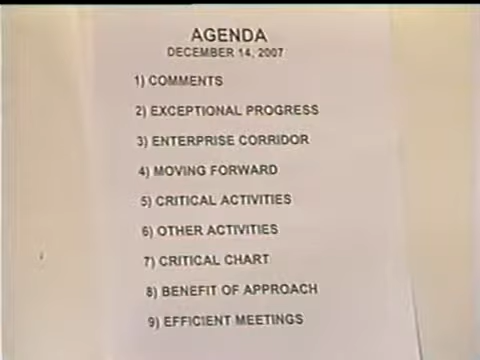 AGENDA
DECEMBER 14, 2007
1) COMMENTS
2) EXCEPTIONAL PROGRESS
3) ENTERPRISE CORRIDOR
4) MOVING FORWARD
5) CRITICAL ACTIVITIES
6) OTHER ACTIVITIES
7) CRITICAL CHART
8) BENEFIT OF APPROACH
9) EFFICIENT MEETINGS